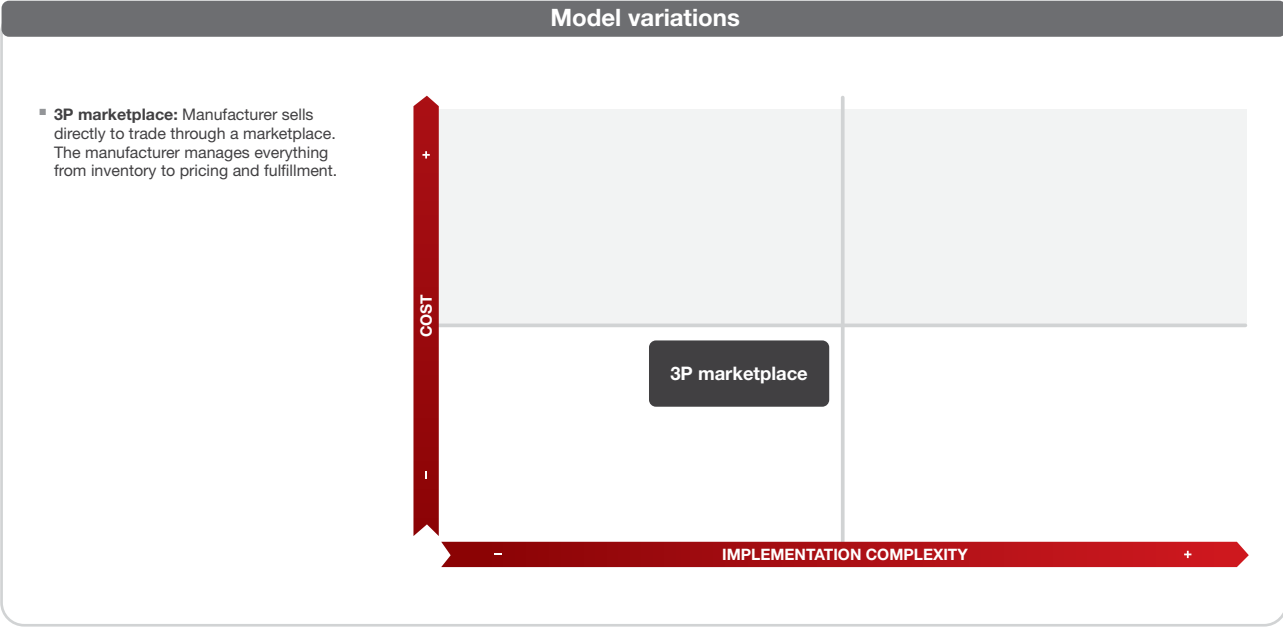 Model variations
3P marketplace: Manufacturer sells
directly to trade through a marketplace.
The manufacturer manages everything
from inventory to pricing and fulfillment.
+
COST
–
3P marketplace
– IMPLEMENTATION COMPLEXITY +